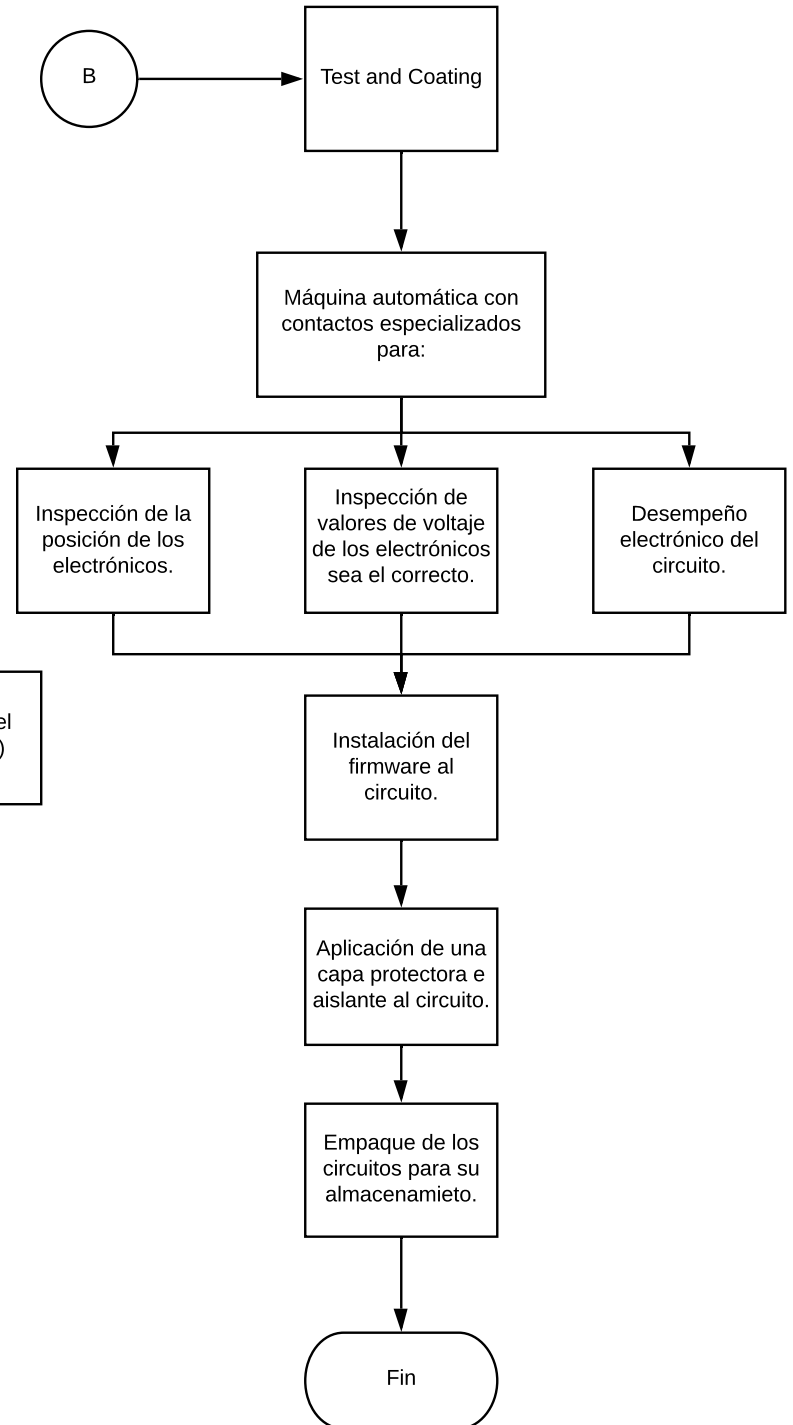 B
Test and Coating
Máquina automática con
contactos especializados
para:
Inspección de la
posición de los
electrónicos.
Inspección de
valores de voltaje
de los electrónicos
sea el correcto.
Desempeño
electrónico del
circuito.
el
)
Instalación del
firmware al
circuito.
Aplicación de una
capa protectora e
aislante al circuito.
Empaque de los
circuitos para su
almacenamieto.
Fin